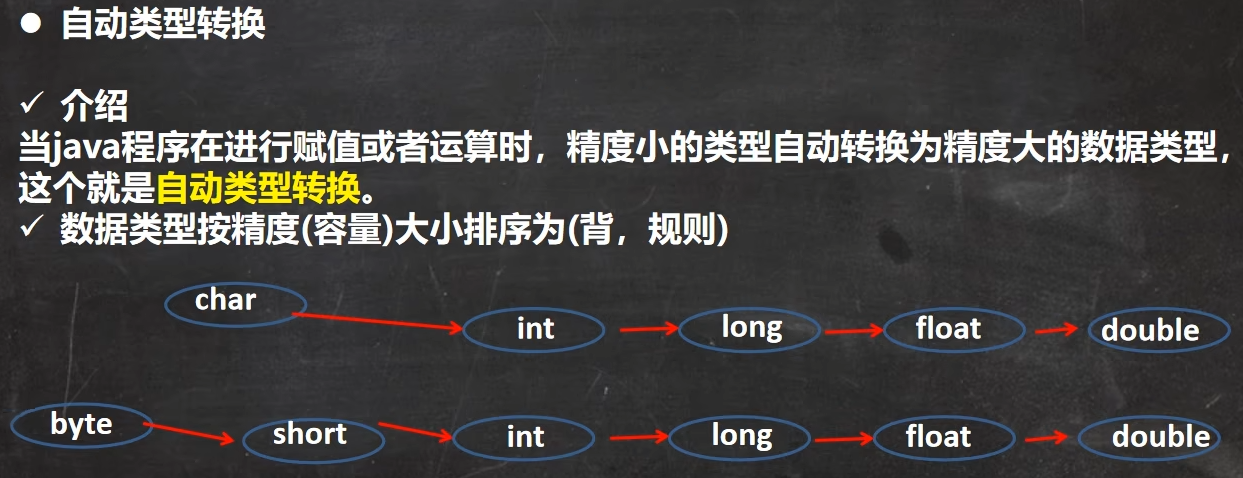 ● 自动类型转换
✓ 介绍
当java程序在进行赋值或者运算时，精度小的类型自动转换为精度大的数据类型，
这个就是自动类型转换。
✓ 数据类型按精度(容量)大小排序为(背，规则)
char int long float double
byte short int long float double